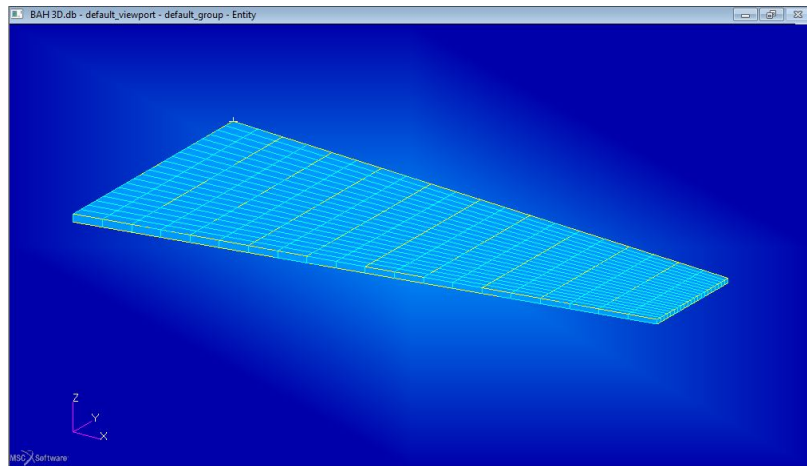 BAH 3D.db - default_viewport - default_group - Entity
Z
Y
X
MSC Software